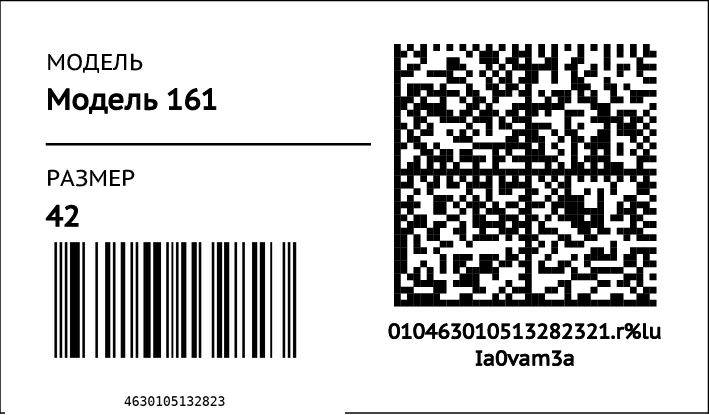 МОДЕЛЬ
Модель 161
РАЗМЕР
42
4630105132823
010463010513282321.r%lu
Ia0vam3a